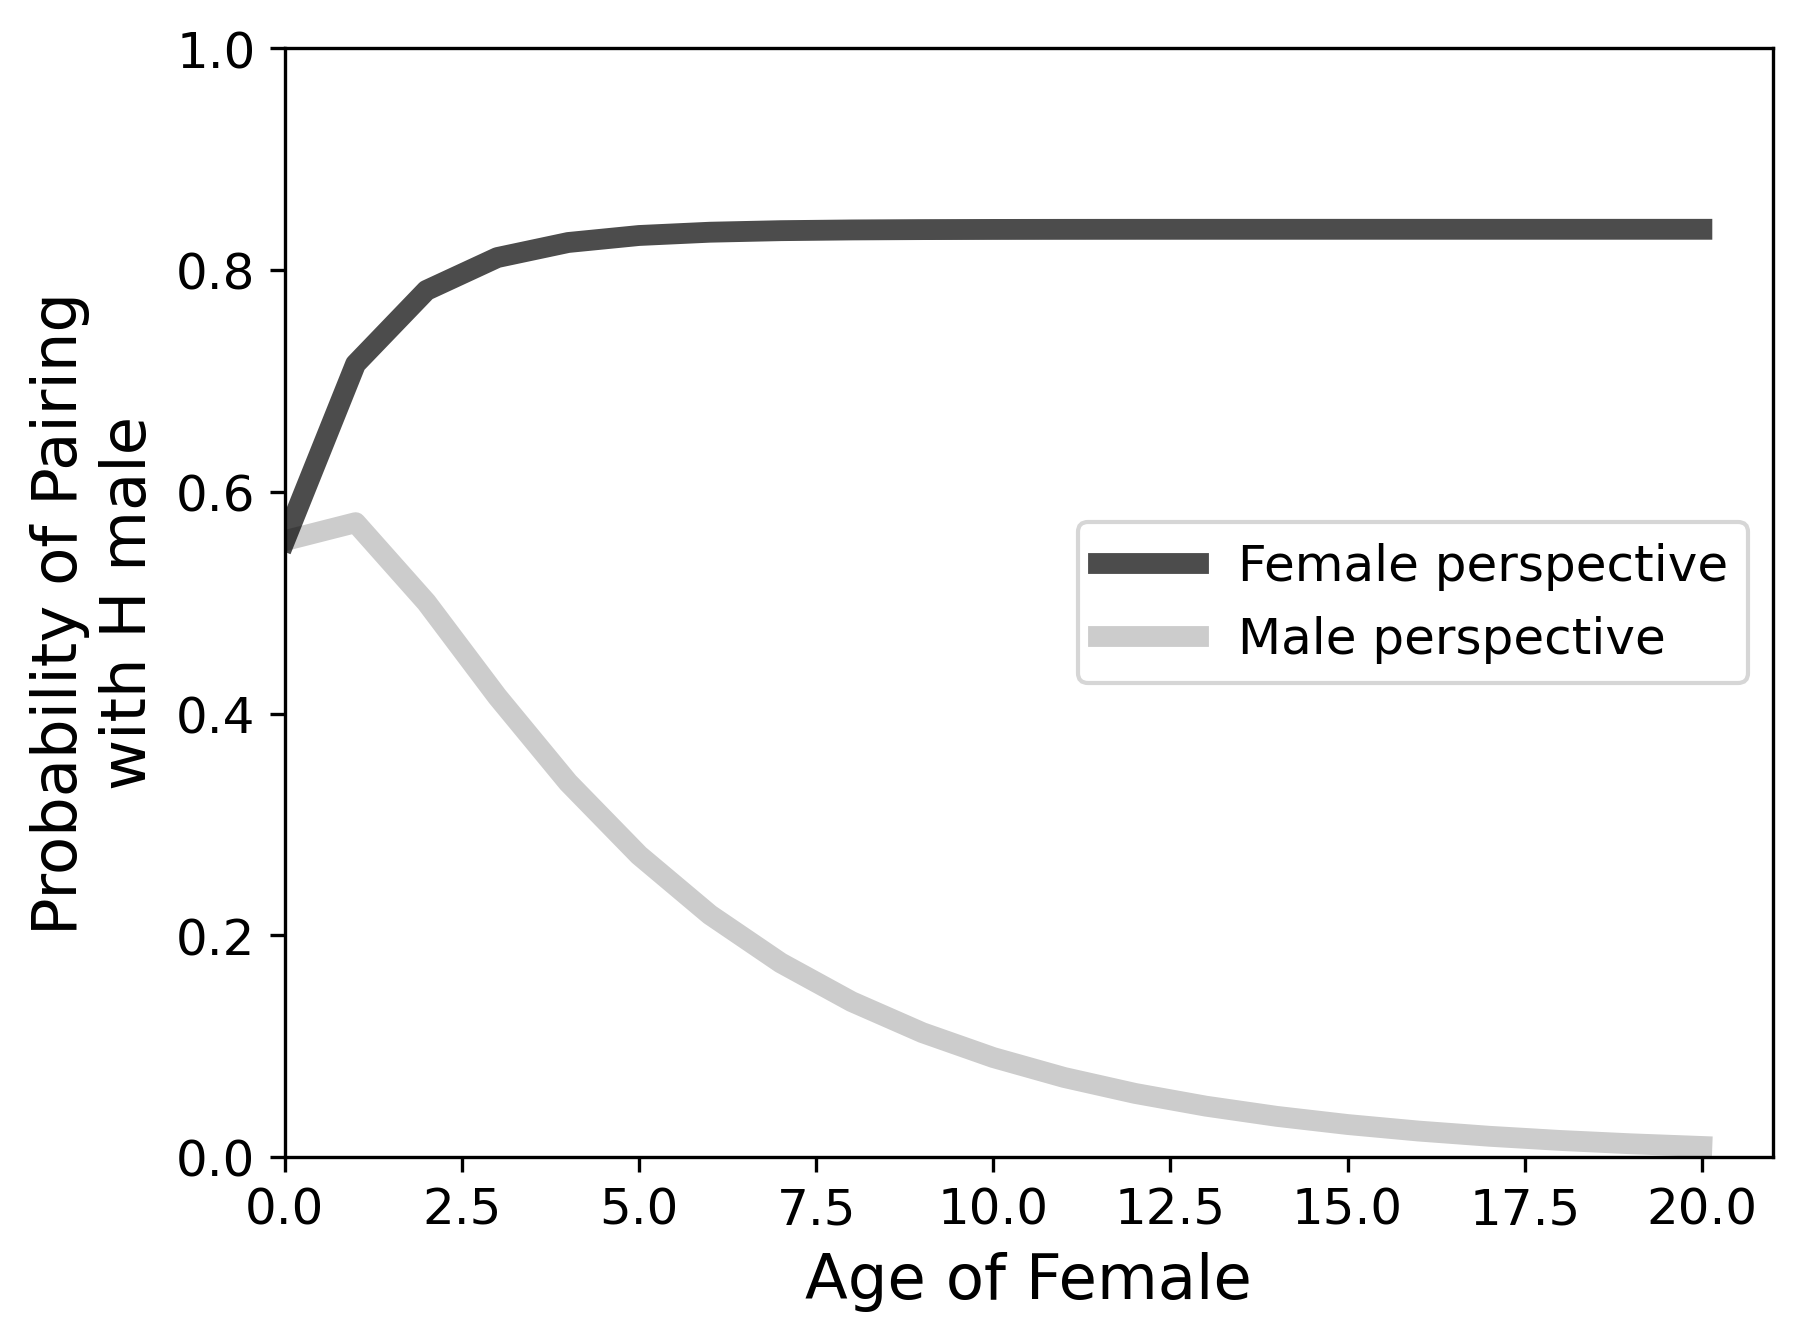 Probability of Pairing
with H male
1.0
0.8
0.6
0.4
0.2
0.0
Female perspective
Male perspective
0.0 2.5 5.0 7.5 10.0 12.5 15.0 17.5 20.0
Age of Female